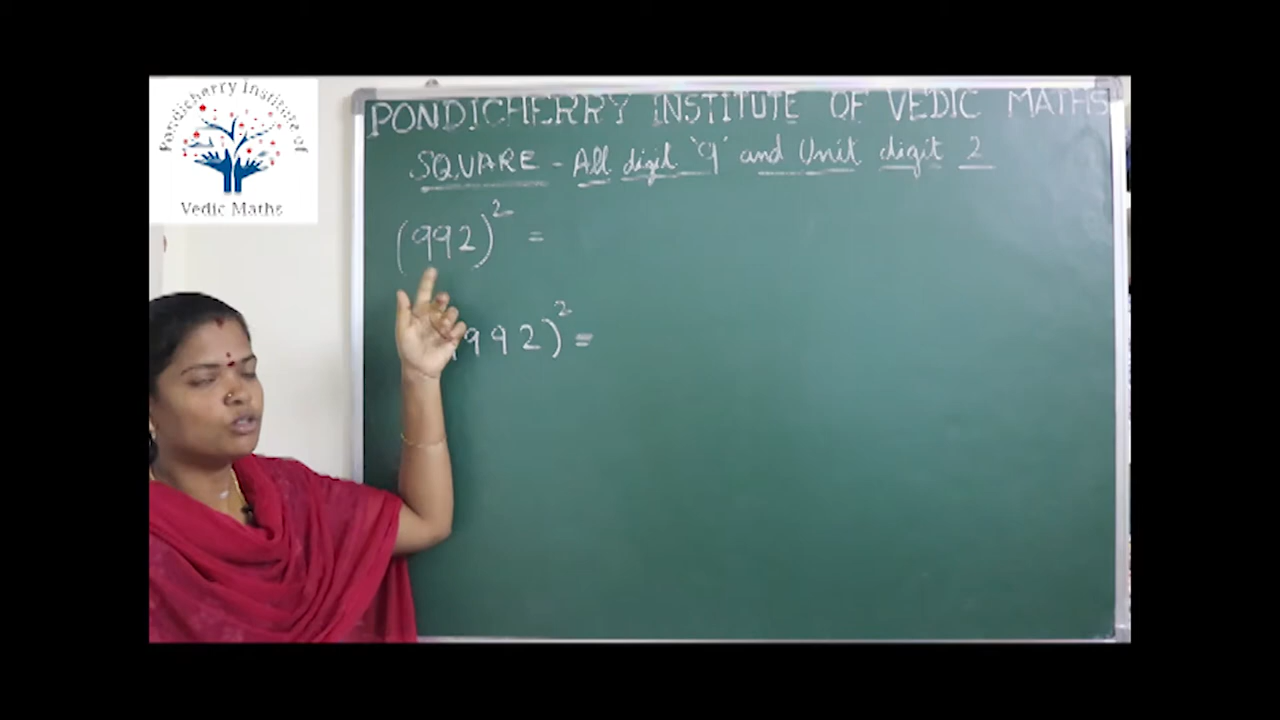 Pondicherry Institute of
Vedic Maths
PONDICHERRY INSTITUTE OF VEDIC MATHS
SQUARE - All digit '9' and Unit digit 2
(992)² =
992)² =